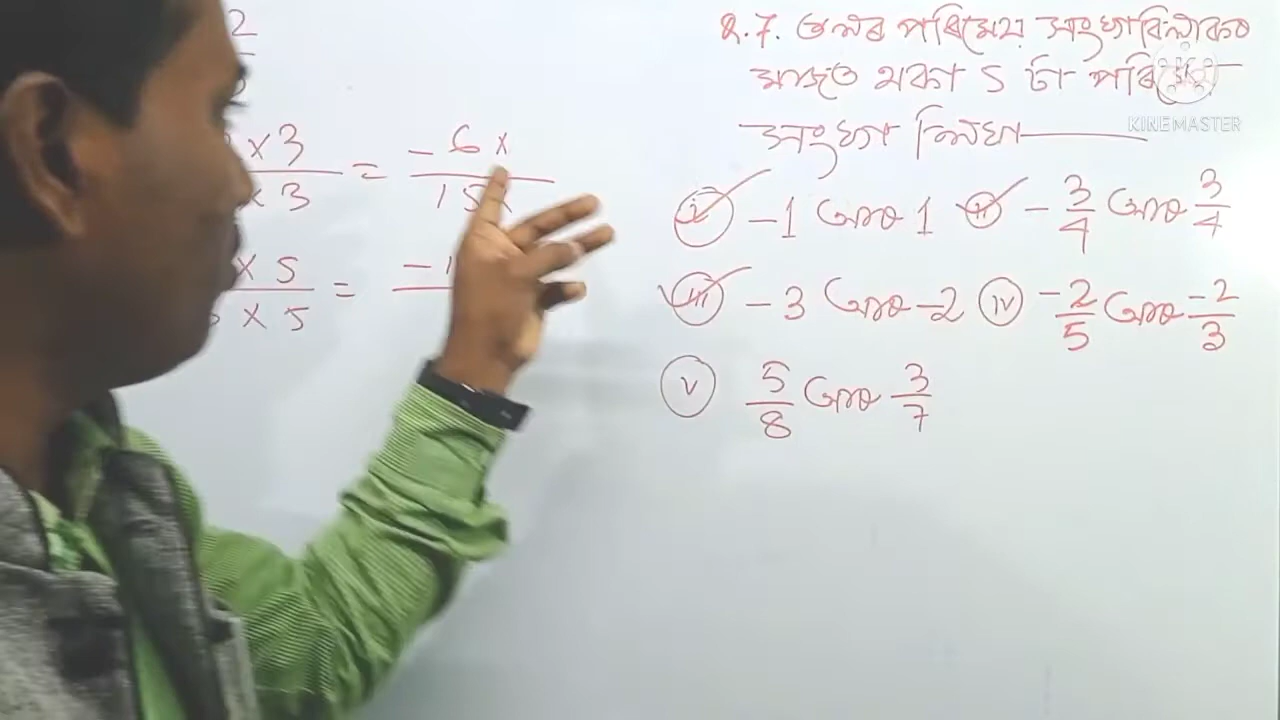 2
× 3 = - 6 ×
× 3 15 ×
× 5 = - 1
× 5
২.7. তলৰ পৰিমেয় সংখ্যাবিলাকৰ
মাজত থকা 5 টা
সংখ্যা লিখা
(i) -1 আৰু 1 (ii) - 3/4 আৰু 3/4
(iii) -3 আৰু -2 (iv) -2/5 আৰু -2/3
(v) 5/8 আৰু 3/7
KINEMASTER